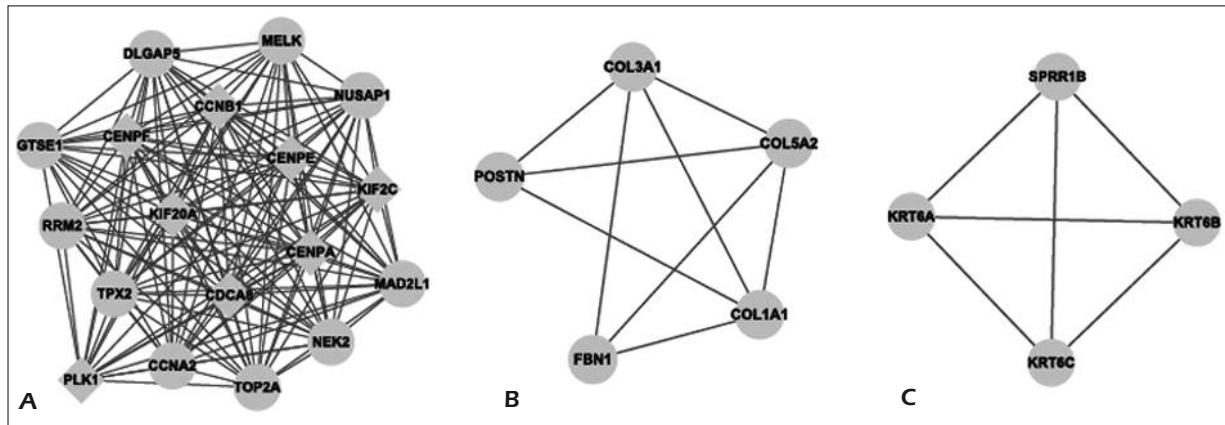 MELK
DLGAP5
NUSAP1
CCNB1
CENPF
GTSE1
CENPE
KIF2C
KIF20A
RRM2
CENPA
MAD2L1
TPX2
CDCA8
NEK2
CCNA2
PLK1
TOP2A
A
COL3A1
COL5A2
POSTN
COL1A1
FBN1
B
SPRR1B
KRT6A
KRT6B
KRT6C
C